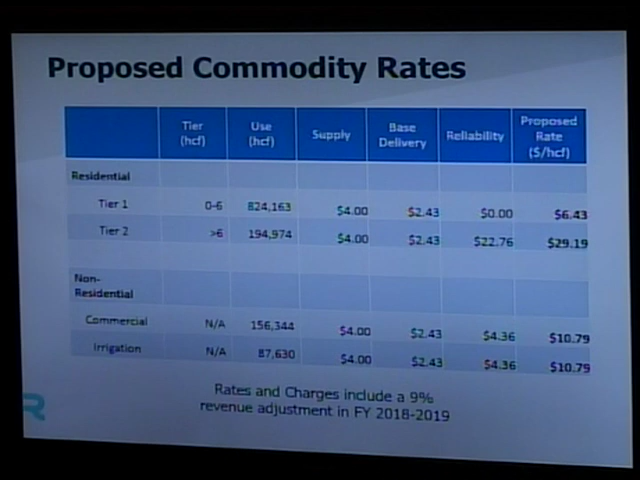 Proposed Commodity Rates
Tier (hcf) Use (hcf) Supply Base Delivery Reliability Proposed Rate ($/hcf)
Residential
Tier 1 0-6 824,163 $4.00 $2.43 $0.00 $6.43
Tier 2 >6 194,974 $4.00 $2.43 $22.76 $29.19
Non-
Residential
Commercial N/A 156,344 $4.00 $2.43 $4.36 $10.79
Irrigation N/A 87,630 $4.00 $2.43 $4.36 $10.79
Rates and Charges include a 9%
revenue adjustment in FY 2018-2019
R